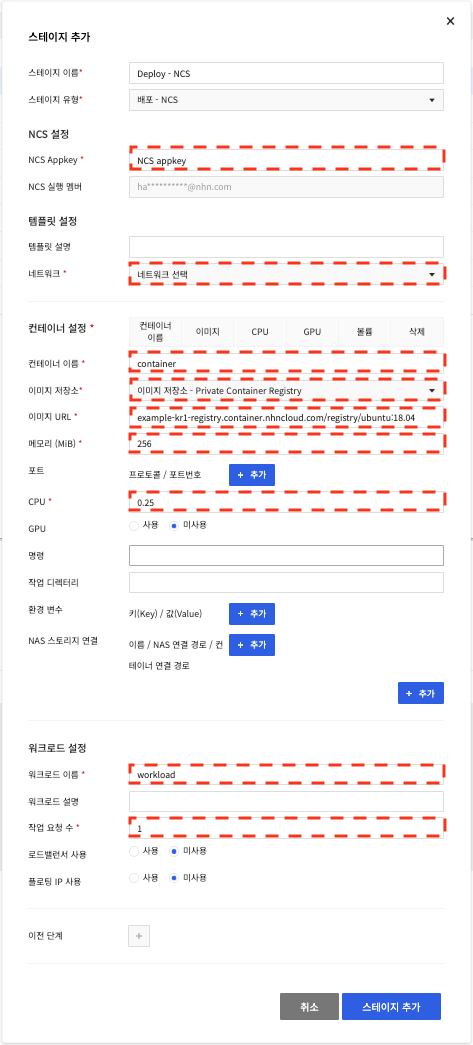 스테이지 추가
스테이지 이름*
Deploy - NCS
스테이지 유형*
배포 - NCS
NCS 설정
NCS Appkey *
NCS appkey
NCS 실행 멤버
ha**********@nhn.com
템플릿 설정
템플릿 설명
네트워크 *
네트워크 선택
컨테이너 설정 *
컨테이너
이름
이미지
CPU
GPU
볼륨
삭제
컨테이너 이름 *
container
이미지 저장소*
이미지 저장소 - Private Container Registry
이미지 URL *
example-kr1-registry.container.nhncloud.com/registry/ubuntu:18.04
메모리 (MiB) *
256
포트
프로토콜 / 포트번호
+ 추가
CPU *
0.25
GPU
사용
미사용
명령
작업 디렉터리
환경 변수
키(Key) / 값(Value)
+ 추가
NAS 스토리지 연결
이름 / NAS 연결 경로 / 컨
테이너 연결 경로
+ 추가
+ 추가
워크로드 설정
워크로드 이름 *
workload
워크로드 설명
작업 요청 수 *
1
로드밸런서 사용
사용
미사용
플로팅 IP 사용
사용
미사용
이전 단계
+
취소
스테이지 추가